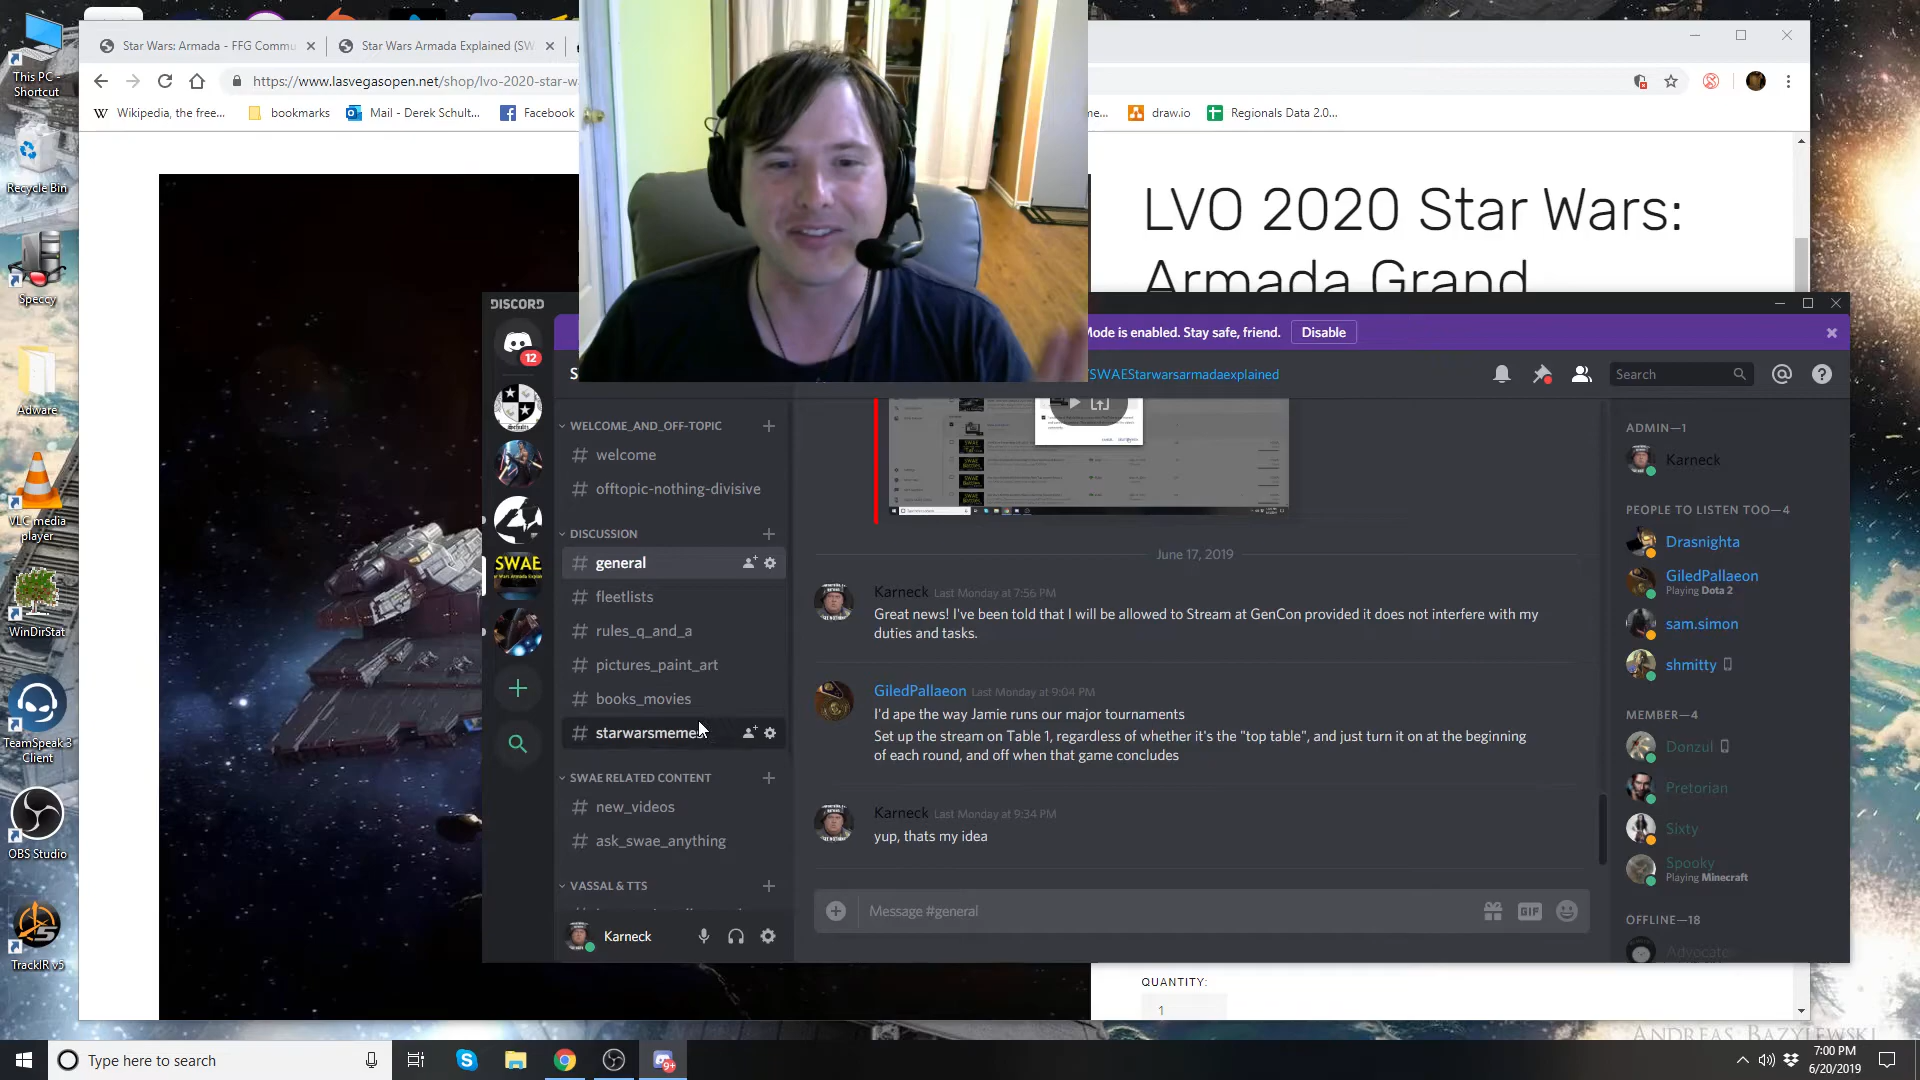 This PC -
Shortcut
Recycle Bin
Speccy
Adware
VLC media
player
WinDirStat
TeamSpeak 3
Client
OBS Studio
TrackIR v5
Star Wars: Armada - FFG Commu
Star Wars Armada Explained (SW
https://www.lasvegasopen.net/shop/lvo-2020-star-w
Wikipedia, the free...
bookmarks
Mail - Derek Schult...
Facebook
me...
draw.io
Regionals Data 2.0...
LVO 2020 Star Wars:
Armada Grand
DISCORD
12
SWAE
Mode is enabled. Stay safe, friend.
Disable
S
/SWAEStarwarsarmadaexplained
Search
WELCOME_AND_OFF-TOPIC
# welcome
# offtopic-nothing-divisive
DISCUSSION
# general
# fleetlists
# rules_q_and_a
# pictures_paint_art
# books_movies
# starwarsmemes
SWAE RELATED CONTENT
# new_videos
# ask_swae_anything
VASSAL & TTS
Karneck
June 17, 2019
Karneck Last Monday at 7:56 PM
Great news! I've been told that I will be allowed to Stream at GenCon provided it does not interfere with my
duties and tasks.
GiledPallaeon Last Monday at 9:04 PM
I'd ape the way Jamie runs our major tournaments
Set up the stream on Table 1, regardless of whether it's the "top table", and just turn it on at the beginning
of each round, and off when that game concludes
Karneck Last Monday at 9:34 PM
yup, thats my idea
Message #general
GIF
ADMIN—1
Karneck
PEOPLE TO LISTEN TOO—4
Drasnighta
GiledPallaeon
Playing Dota 2
sam.simon
shmitty
MEMBER—4
Donzul
Pretorian
Sixty
Spooky
Playing Minecraft
OFFLINE—18
Advocate
QUANTITY:
1
ANDREAS BAZYLEWSKI
Type here to search
9+
7:00 PM
6/20/2019